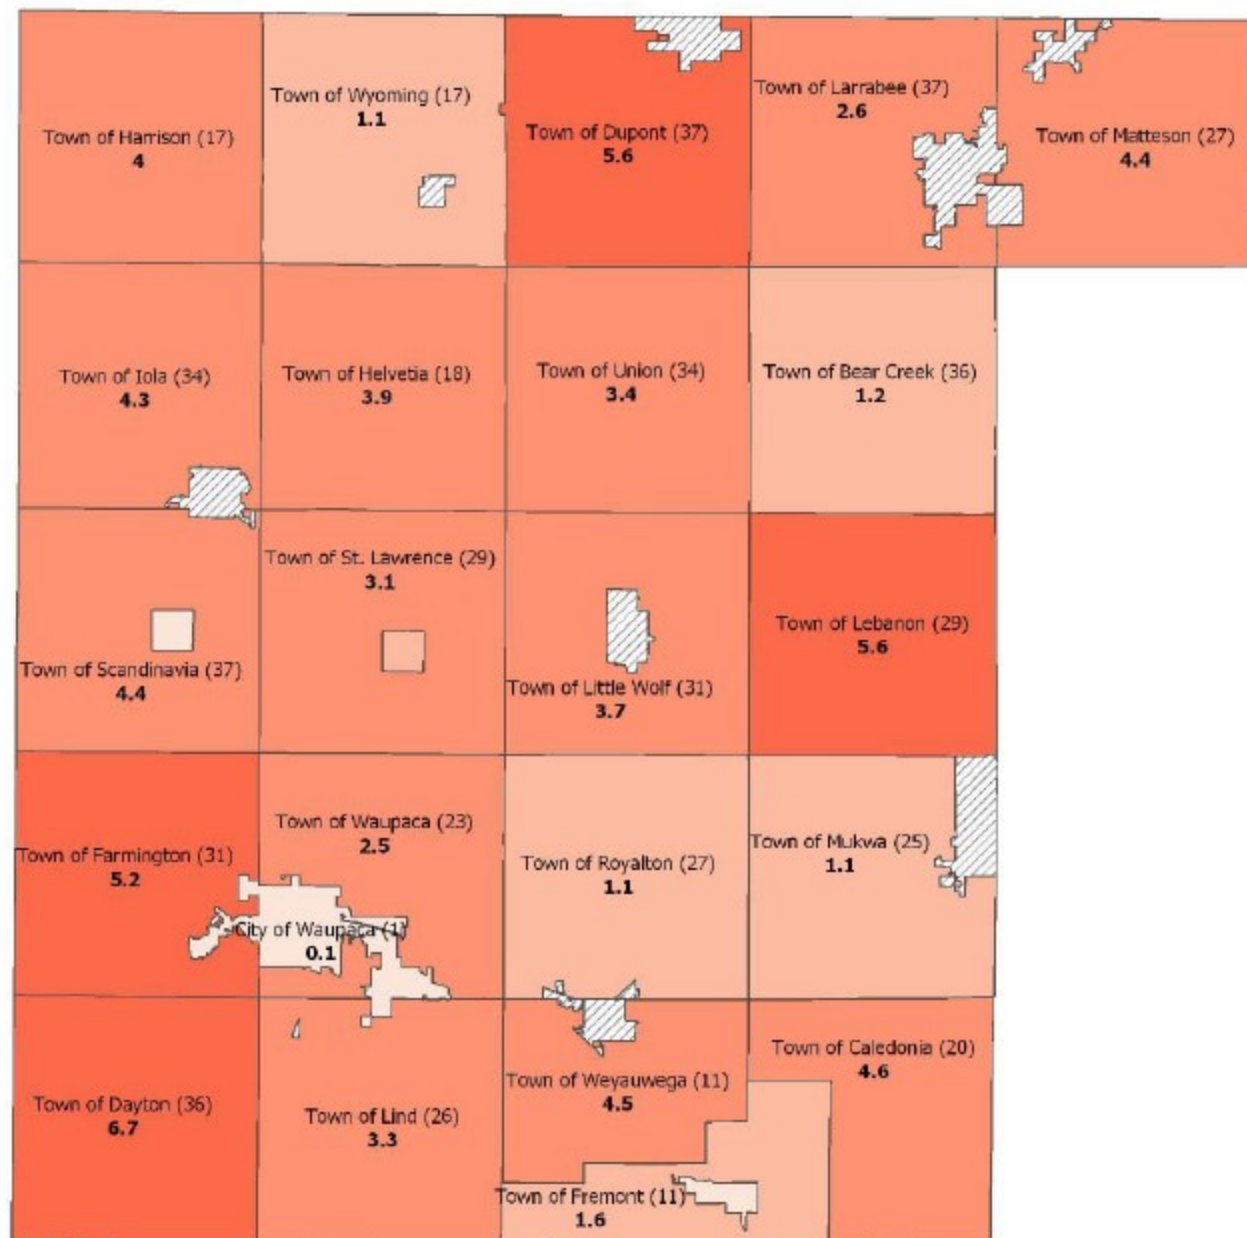 Town of Harrison (17)
4
Town of Wyoming (17)
1.1
Town of Dupont (37)
5.6
Town of Larrabee (37)
2.6
Town of Matteson (27)
4.4
Town of Iola (34)
4.3
Town of Helvetia (18)
3.9
Town of Union (34)
3.4
Town of Bear Creek (36)
1.2
Town of Scandinavia (37)
4.4
Town of St. Lawrence (29)
3.1
Town of Little Wolf (31)
3.7
Town of Lebanon (29)
5.6
Town of Farmington (31)
5.2
Town of Waupaca (23)
2.5
City of Waupaca (1)
0.1
Town of Royalton (27)
1.1
Town of Mukwa (25)
1.1
Town of Dayton (36)
6.7
Town of Lind (26)
3.3
Town of Weyauwega (11)
4.5
Town of Caledonia (20)
4.6
Town of Fremont (11)
1.6